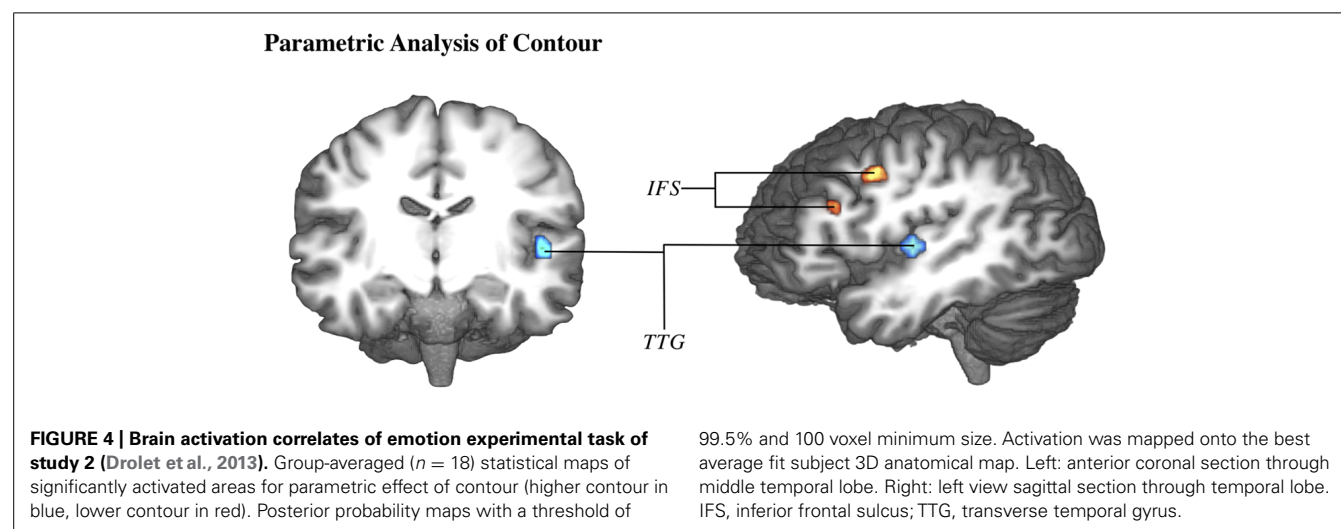 Parametric Analysis of Contour
IFS
TTG
FIGURE 4 | Brain activation correlates of emotion experimental task of
study 2 (Drolet et al., 2013). Group-averaged (n = 18) statistical maps of
significantly activated areas for parametric effect of contour (higher contour in
blue, lower contour in red). Posterior probability maps with a threshold of
99.5% and 100 voxel minimum size. Activation was mapped onto the best
average fit subject 3D anatomical map. Left: anterior coronal section through
middle temporal lobe. Right: left view sagittal section through temporal lobe.
IFS, inferior frontal sulcus; TTG, transverse temporal gyrus.